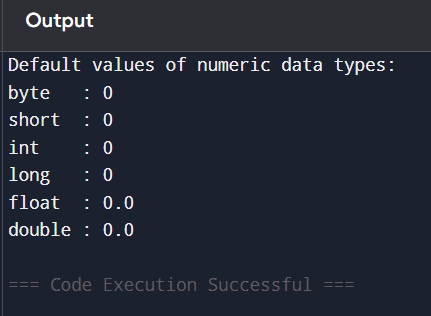 Output
Default values of numeric data types:
byte   : 0
short  : 0
int    : 0
long   : 0
float  : 0.0
double : 0.0
=== Code Execution Successful ===